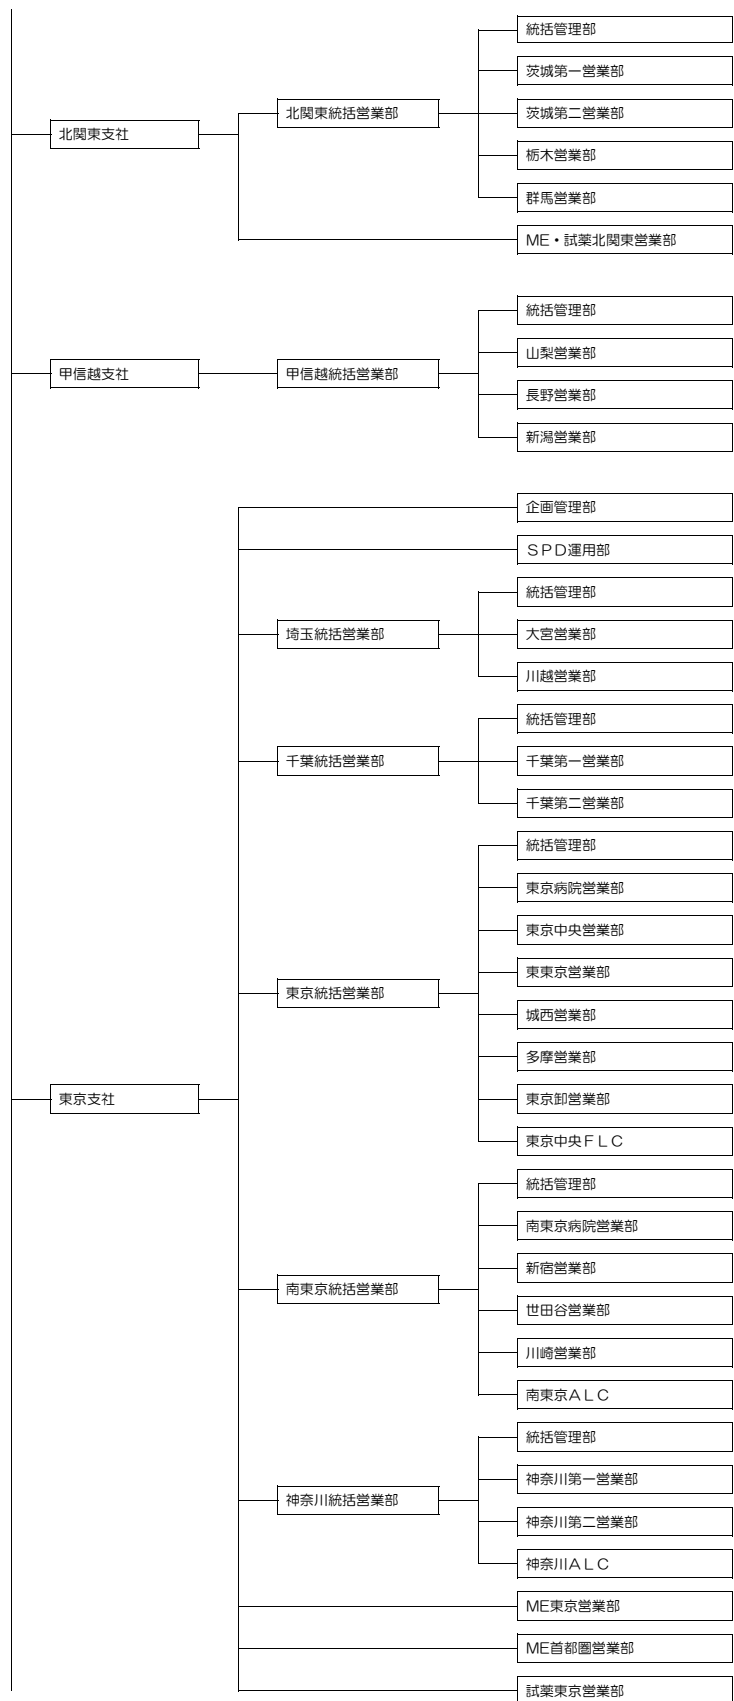 統括管理部
茨城第一営業部
北関東統括営業部
茨城第二営業部
北関東支社
栃木営業部
群馬営業部
ME・試薬北関東営業部
統括管理部
山梨営業部
甲信越支社
甲信越統括営業部
長野営業部
新潟営業部
企画管理部
ＳＰＤ運用部
統括管理部
埼玉統括営業部
大宮営業部
川越営業部
統括管理部
千葉統括営業部
千葉第一営業部
千葉第二営業部
統括管理部
東京病院営業部
東京中央営業部
東東京営業部
東京統括営業部
城西営業部
多摩営業部
東京支社
東京卸営業部
東京中央ＦＬＣ
統括管理部
南東京病院営業部
新宿営業部
南東京統括営業部
世田谷営業部
川崎営業部
南東京ＡＬＣ
統括管理部
神奈川第一営業部
神奈川統括営業部
神奈川第二営業部
神奈川ＡＬＣ
ME東京営業部
ME首都圏営業部
試薬東京営業部